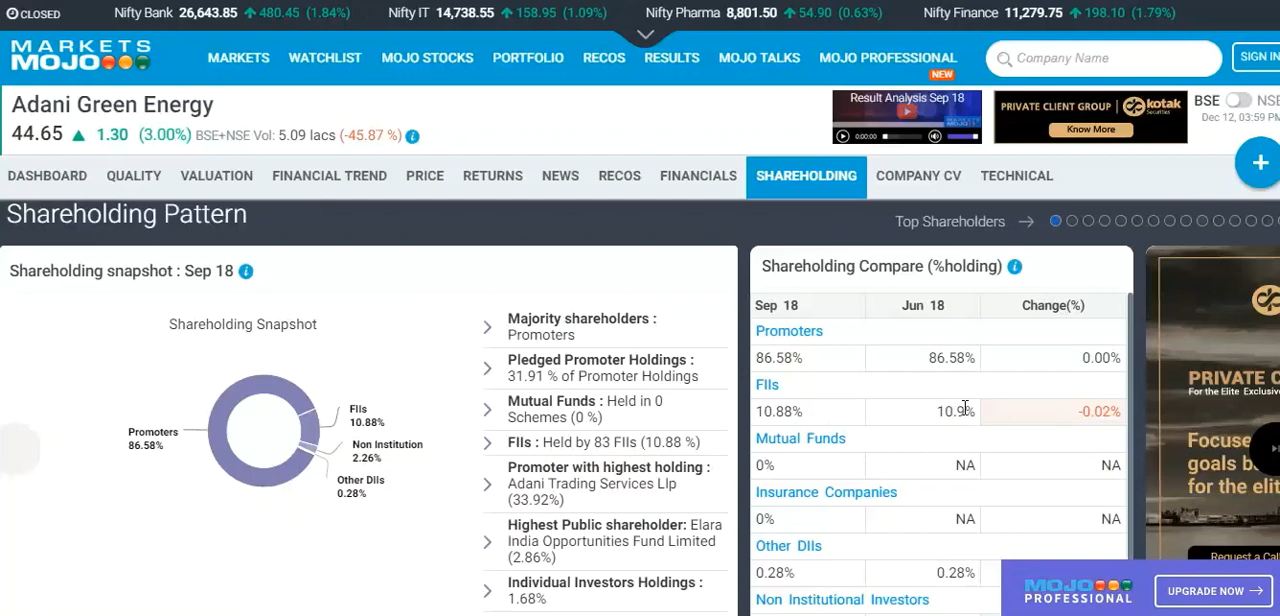 CLOSED Nifty Bank 26,643.85 480.45 (1.84%) Nifty IT 14,738.55 158.95 (1.09%) Nifty Pharma 8,801.50 54.90 (0.63%) Nifty Finance 11,279.75 198.10 (1.79%)
MARKETS
MOJO
MARKETS WATCHLIST MOJO STOCKS PORTFOLIO RECOS RESULTS MOJO TALKS MOJO PROFESSIONAL
NEW
Company Name
SIGN IN
Adani Green Energy
44.65 1.30 (3.00%) BSE+NSE Vol: 5.09 lacs (-45.87 %)
Result Analysis Sep 18
0:00:00
PRIVATE CLIENT GROUP kotak
Securities
Know More
BSE NSE
Dec 12, 03:59 PM
DASHBOARD QUALITY VALUATION FINANCIAL TREND PRICE RETURNS NEWS RECOS FINANCIALS SHAREHOLDING COMPANY CV TECHNICAL
Shareholding Pattern
Top Shareholders
Shareholding snapshot : Sep 18
Shareholding Snapshot
Promoters
86.58%
FIIs
10.88%
Non Institution
2.26%
Other DIIs
0.28%
Majority shareholders :
Promoters
Pledged Promoter Holdings :
31.91 % of Promoter Holdings
Mutual Funds : Held in 0
Schemes (0 %)
FIIs : Held by 83 FIIs (10.88 %)
Promoter with highest holding :
Adani Trading Services Llp
(33.92%)
Highest Public shareholder: Elara
India Opportunities Fund Limited
(2.86%)
Individual Investors Holdings :
1.68%
Shareholding Compare (%holding)
Sep 18 Jun 18 Change(%)
Promoters
86.58% 86.58% 0.00%
FIIs
10.88% 10.9% -0.02%
Mutual Funds
0% NA NA
Insurance Companies
0% NA NA
Other DIIs
0.28% 0.28%
Non Institutional Investors
PRIVATE C
For the Elite Exclusive
Focuse
goals b
for the elit
Request a Cal
MOJO
PROFESSIONAL
UPGRADE NOW